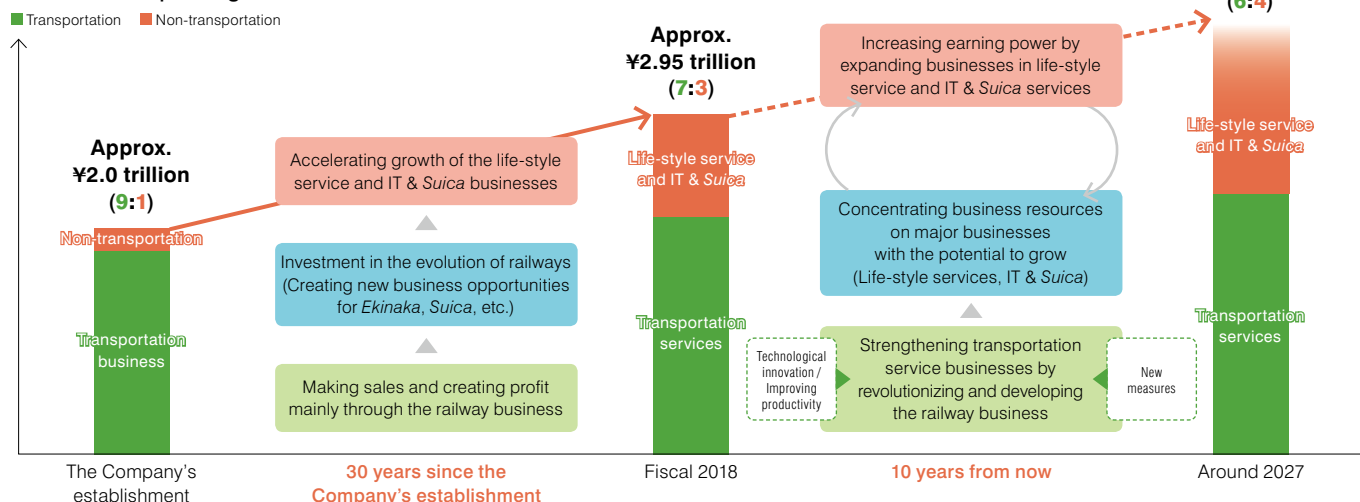 Transportation
Non-transportation
Approx.
¥2.0 trillion
(9:1)
Non-transportation
Transportation
business
The Company’s
establishment
Accelerating growth of the life-style
service and IT & Suica businesses
Investment in the evolution of railways
(Creating new business opportunities
for Ekinaka, Suica, etc.)
Making sales and creating profit
mainly through the railway business
30 years since the
Company’s establishment
Approx.
¥2.95 trillion
(7:3)
Life-style service
and IT & Suica
Transportation
services
Fiscal 2018
Increasing earning power by
expanding businesses in life-style
service and IT & Suica services
Concentrating business resources
on major businesses
with the potential to grow
(Life-style services, IT & Suica)
Technological
innovation /
Improving
productivity
Strengthening transportation
service businesses by
revolutionizing and developing
the railway business
New
measures
10 years from now
(6:4)
Life-style service
and IT & Suica
Transportation
services
Around 2027